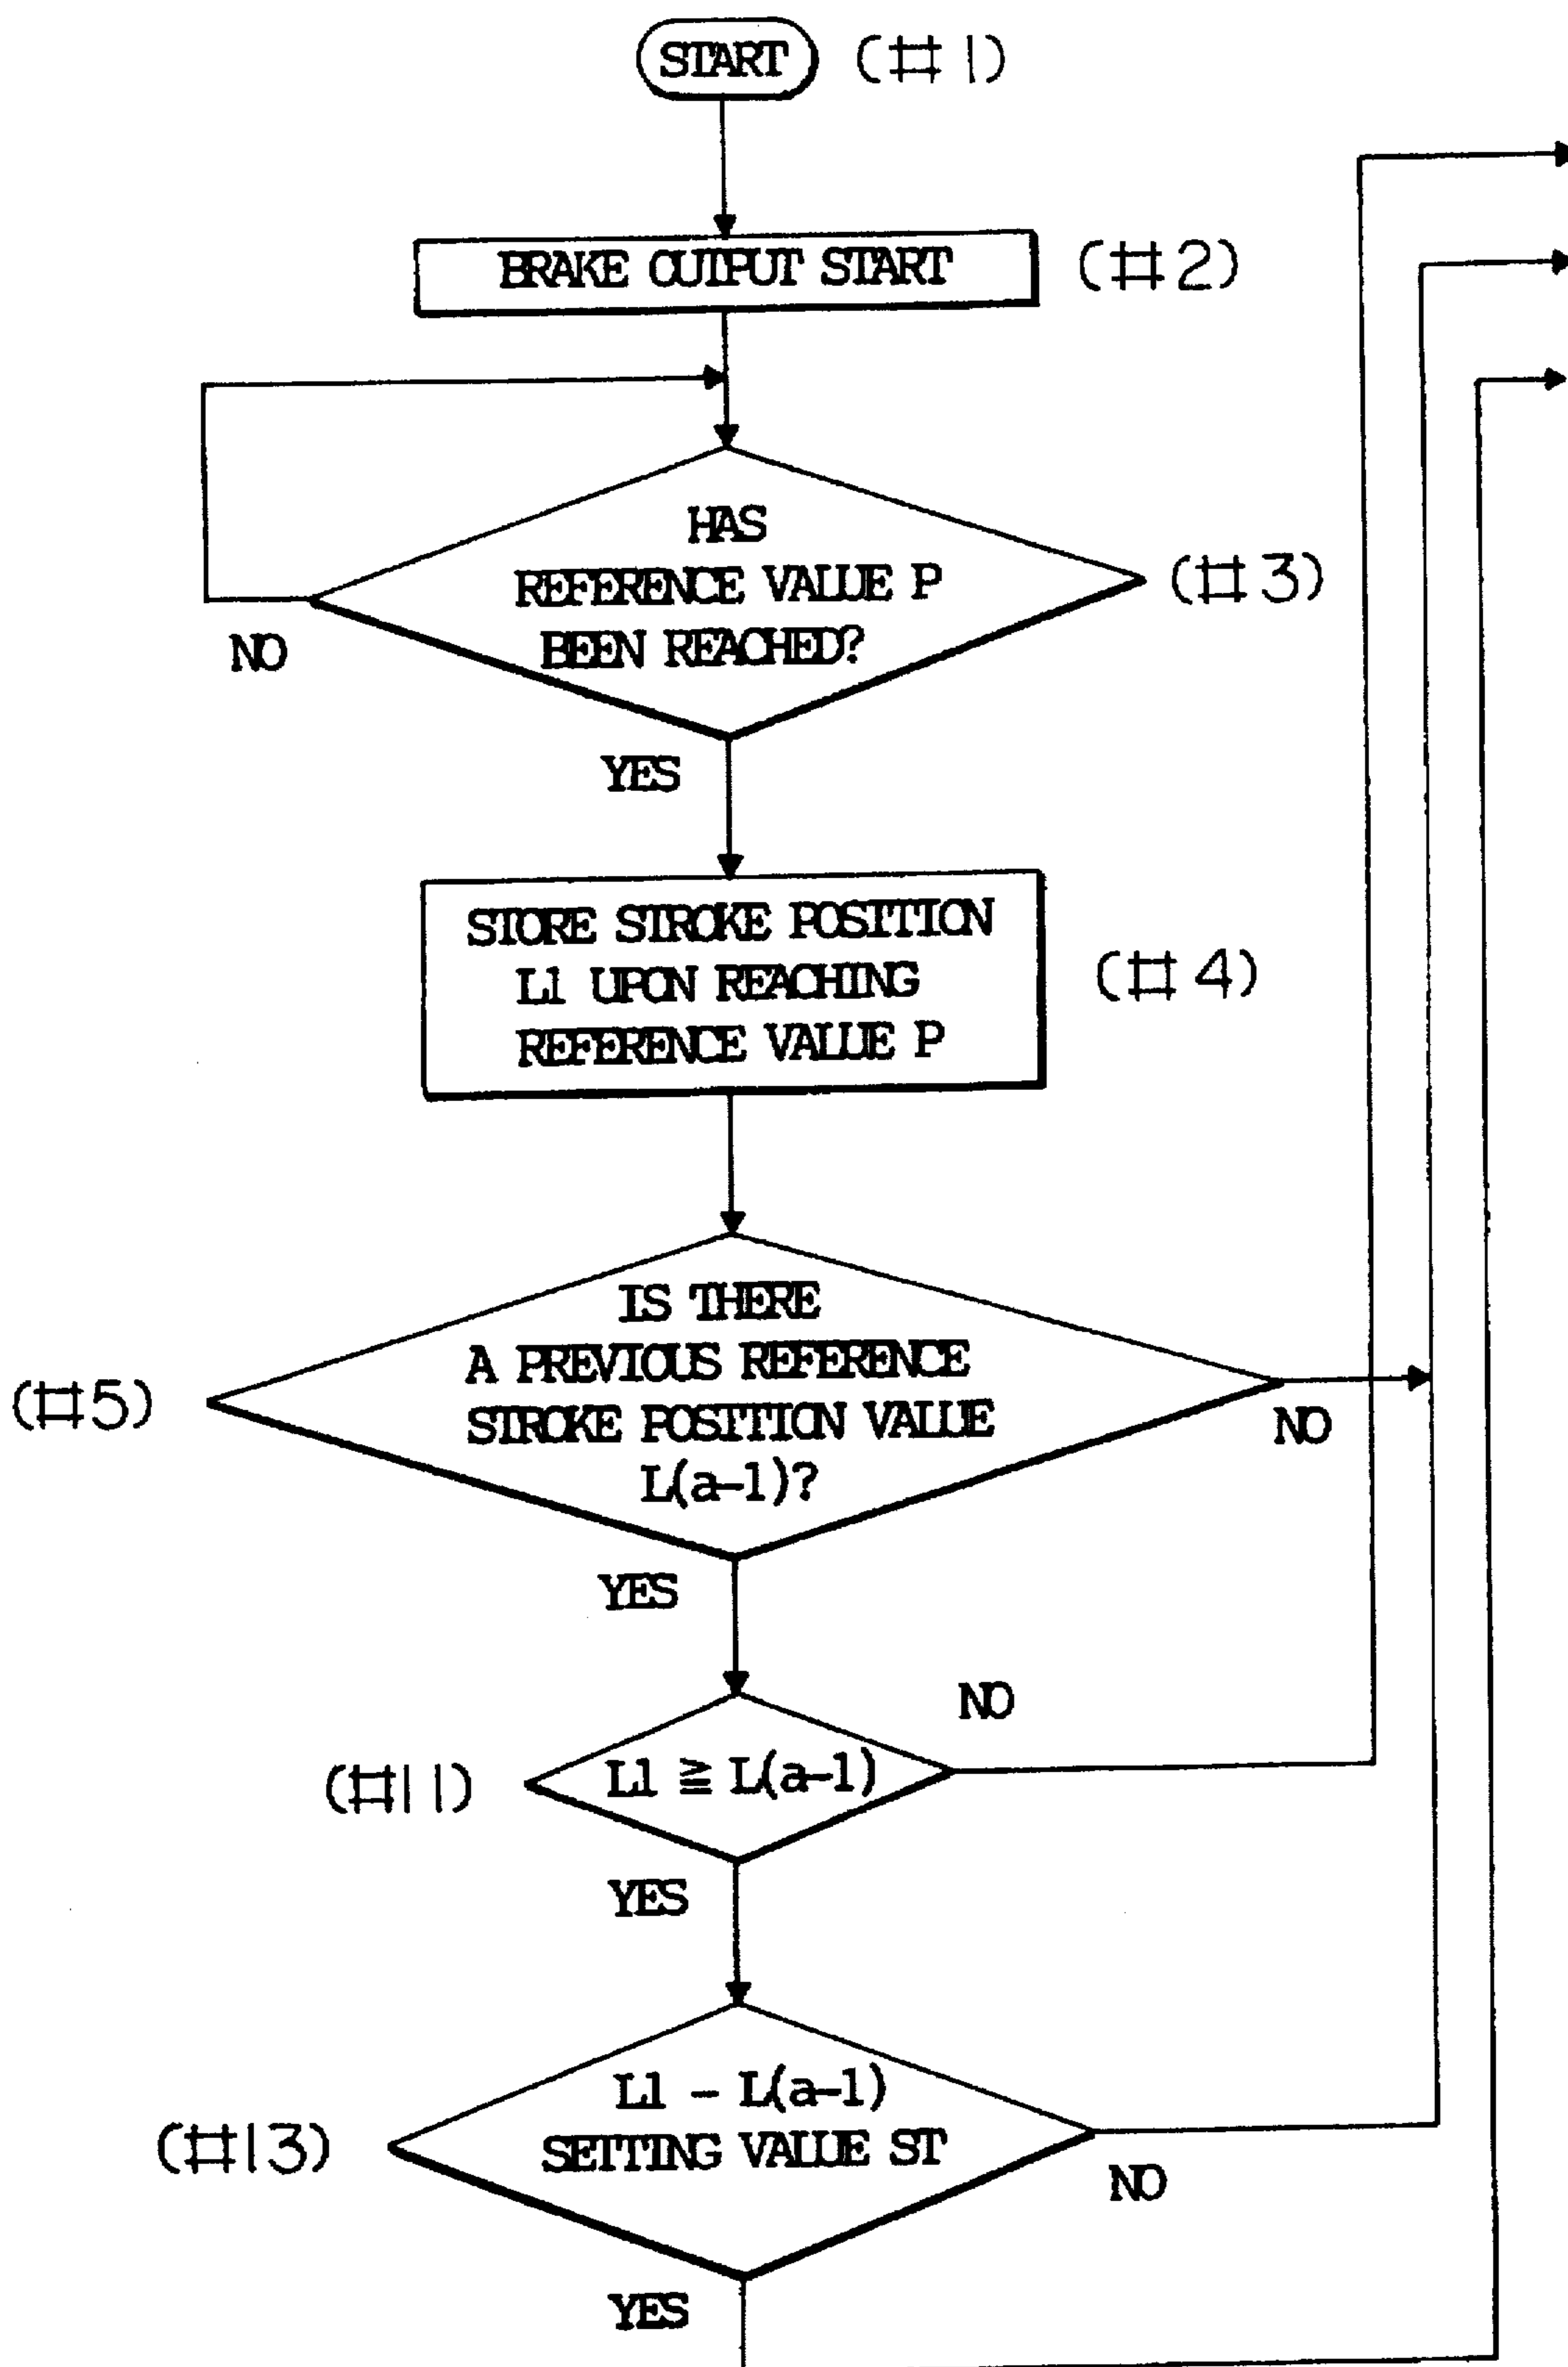 START (#1)
BRAKE OUTPUT START (#2)
HAS
REFERENCE VALUE P
BEEN REACHED?
(#3)
NO
YES
STORE STROKE POSITION
L1 UPON REACHING
REFERENCE VALUE P
(#4)
IS THERE
A PREVIOUS REFERENCE
STROKE POSITION VALUE
L(a-1)?
(#5)
NO
YES
NO
L1 ≧ L(a-1)
(#11)
YES
L1 - L(a-1)
SETTING VALUE ST
(#13)
NO
YES